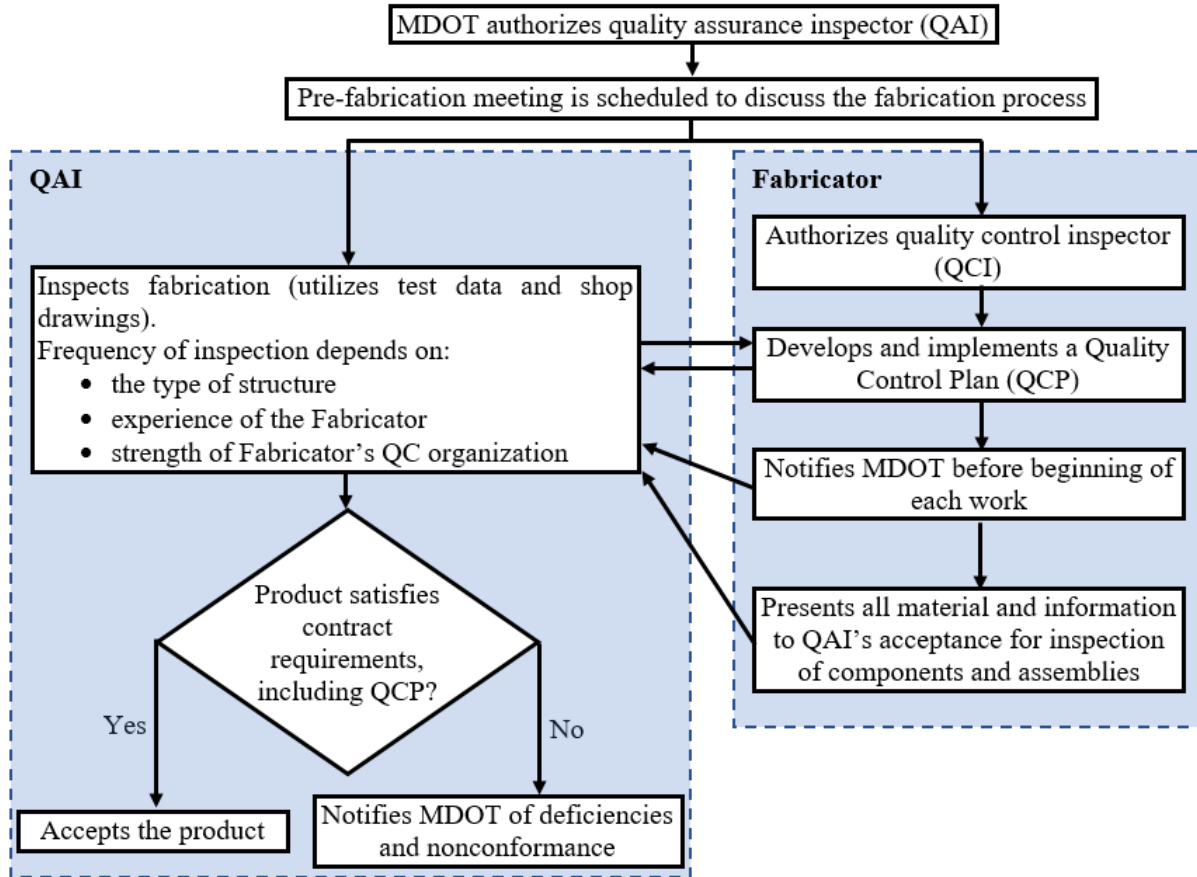 MDOT authorizes quality assurance inspector (QAI)
Pre-fabrication meeting is scheduled to discuss the fabrication process
QAI
Inspects fabrication (utilizes test data and shop
drawings).
Frequency of inspection depends on:
• the type of structure
• experience of the Fabricator
• strength of Fabricator’s QC organization
Product satisfies
contract
requirements,
including QCP?
Yes
No
Accepts the product
Notifies MDOT of deficiencies
and nonconformance
Fabricator
Authorizes quality control inspector
(QCI)
Develops and implements a Quality
Control Plan (QCP)
Notifies MDOT before beginning of
each work
Presents all material and information
to QAI’s acceptance for inspection
of components and assemblies